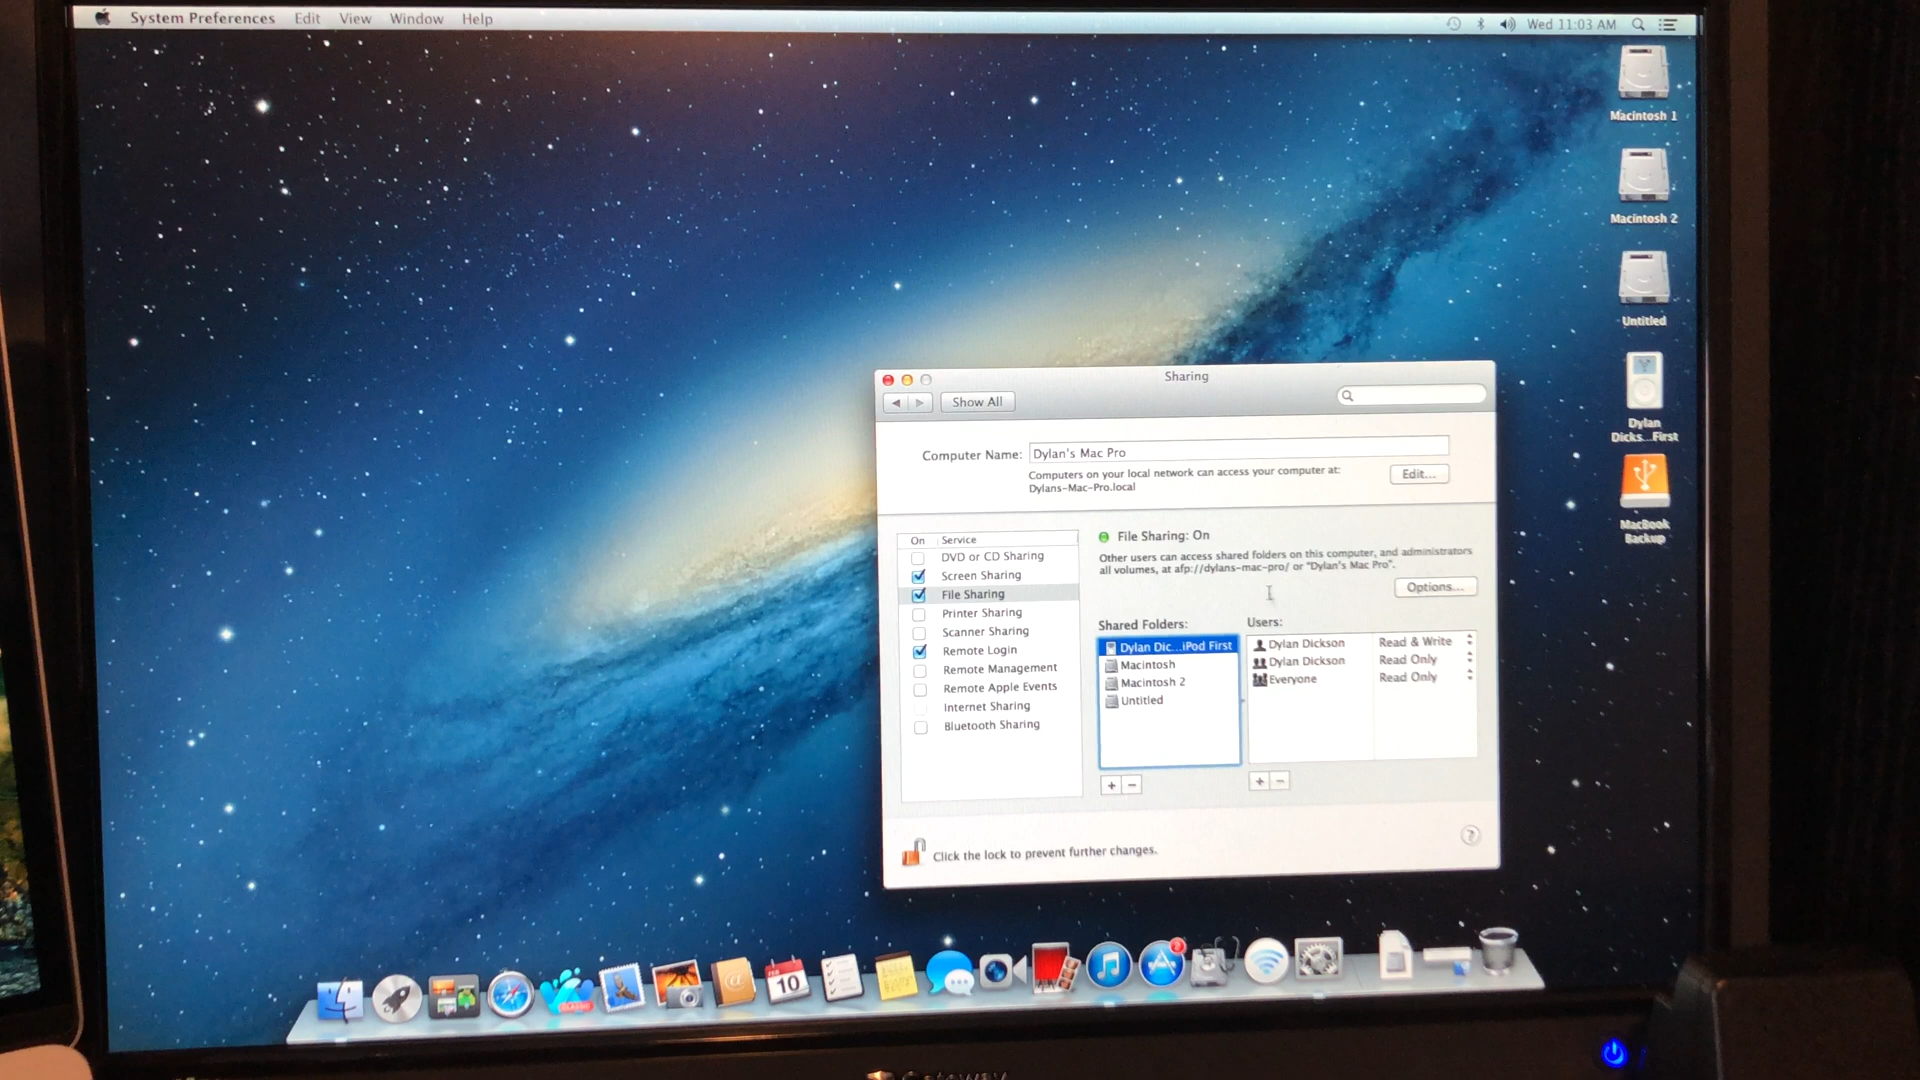 System Preferences Edit View Window Help
Wed 11:03 AM
Macintosh 1
Macintosh 2
Untitled
Dylan
Dicks...First
MacBook
Backup
Sharing
Show All
Computer Name: Dylan's Mac Pro
Computers on your local network can access your computer at:
Dylans-Mac-Pro.local
Edit...
On Service
DVD or CD Sharing
Screen Sharing
File Sharing
Printer Sharing
Scanner Sharing
Remote Login
Remote Management
Remote Apple Events
Internet Sharing
Bluetooth Sharing
File Sharing: On
Other users can access shared folders on this computer, and administrators
all volumes, at afp://dylans-mac-pro/ or "Dylan's Mac Pro".
Options...
Shared Folders:
Dylan Dic...iPod First
Macintosh
Macintosh 2
Untitled
Users:
Dylan Dickson Read & Write
Dylan Dickson Read Only
Everyone Read Only
Click the lock to prevent further changes.
FEB
10